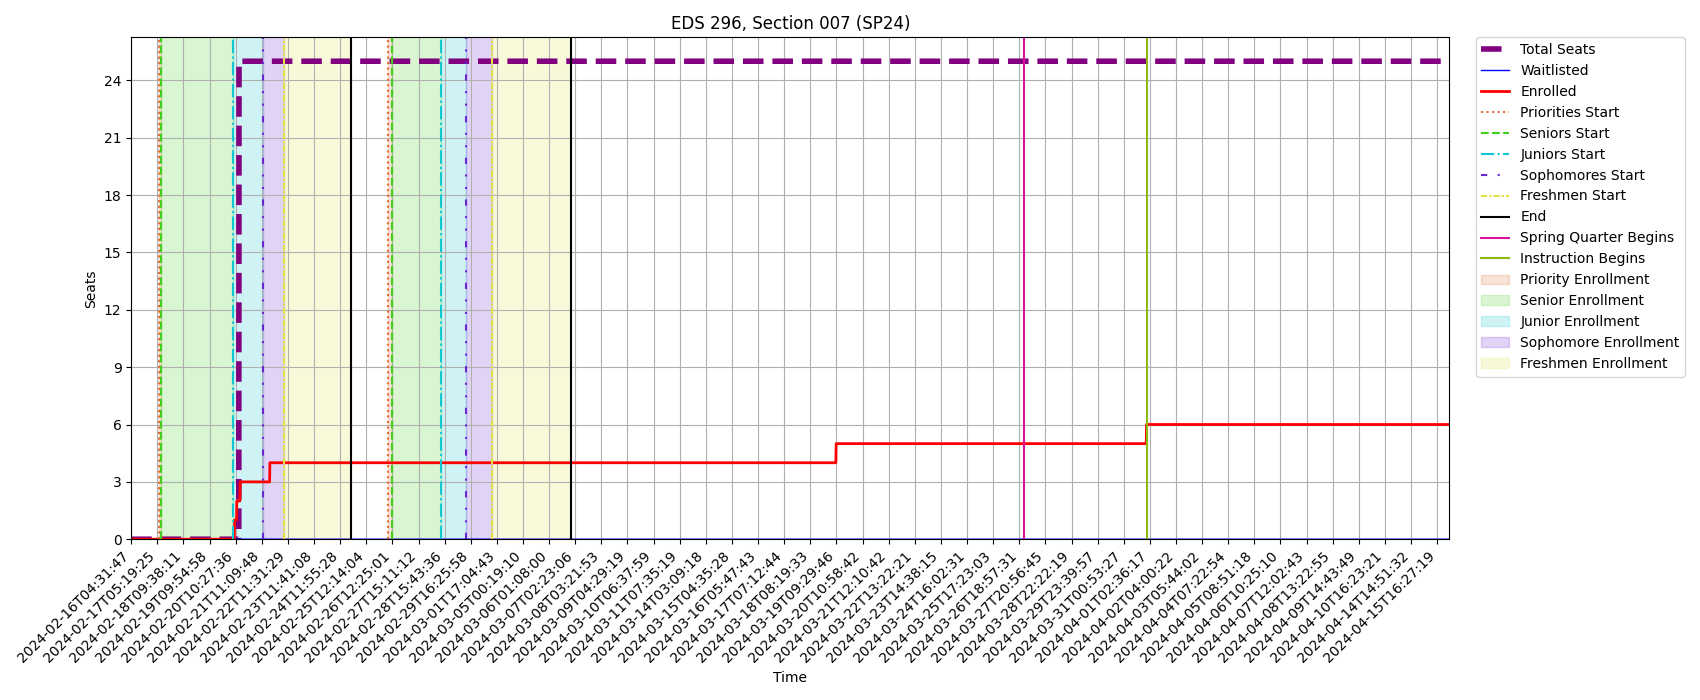 EDS 296, Section 007 (SP24)
Seats
24
21
18
15
12
9
6
3
0
2024-02-16T04:31:47
2024-02-17T05:19:25
2024-02-18T09:38:11
2024-02-19T09:54:58
2024-02-20T10:27:36
2024-02-21T11:09:48
2024-02-22T11:31:29
2024-02-23T11:41:08
2024-02-24T11:55:28
2024-02-25T12:14:04
2024-02-26T12:25:01
2024-02-27T15:11:12
2024-02-28T15:43:36
2024-02-29T16:25:58
2024-03-01T17:04:43
2024-03-05T00:19:10
2024-03-06T01:08:00
2024-03-07T02:23:06
2024-03-08T03:21:53
2024-03-09T04:29:19
2024-03-10T06:37:59
2024-03-11T07:35:19
2024-03-14T03:09:18
2024-03-15T04:35:28
2024-03-16T05:47:43
2024-03-17T07:12:44
2024-03-18T08:19:33
2024-03-19T09:29:46
2024-03-20T10:58:42
2024-03-21T12:10:42
2024-03-22T13:22:21
2024-03-23T14:38:15
2024-03-24T16:02:31
2024-03-25T17:23:03
2024-03-26T18:57:31
2024-03-27T20:56:45
2024-03-28T22:22:19
2024-03-29T23:39:57
2024-03-31T00:53:27
2024-04-01T02:36:17
2024-04-02T04:00:22
2024-04-03T05:44:02
2024-04-04T07:22:54
2024-04-05T08:51:18
2024-04-06T10:25:10
2024-04-07T12:02:43
2024-04-08T13:22:55
2024-04-09T14:43:49
2024-04-10T16:23:21
2024-04-14T14:51:32
2024-04-15T16:27:19
Time
Total Seats
Waitlisted
Enrolled
Priorities Start
Seniors Start
Juniors Start
Sophomores Start
Freshmen Start
End
Spring Quarter Begins
Instruction Begins
Priority Enrollment
Senior Enrollment
Junior Enrollment
Sophomore Enrollment
Freshmen Enrollment